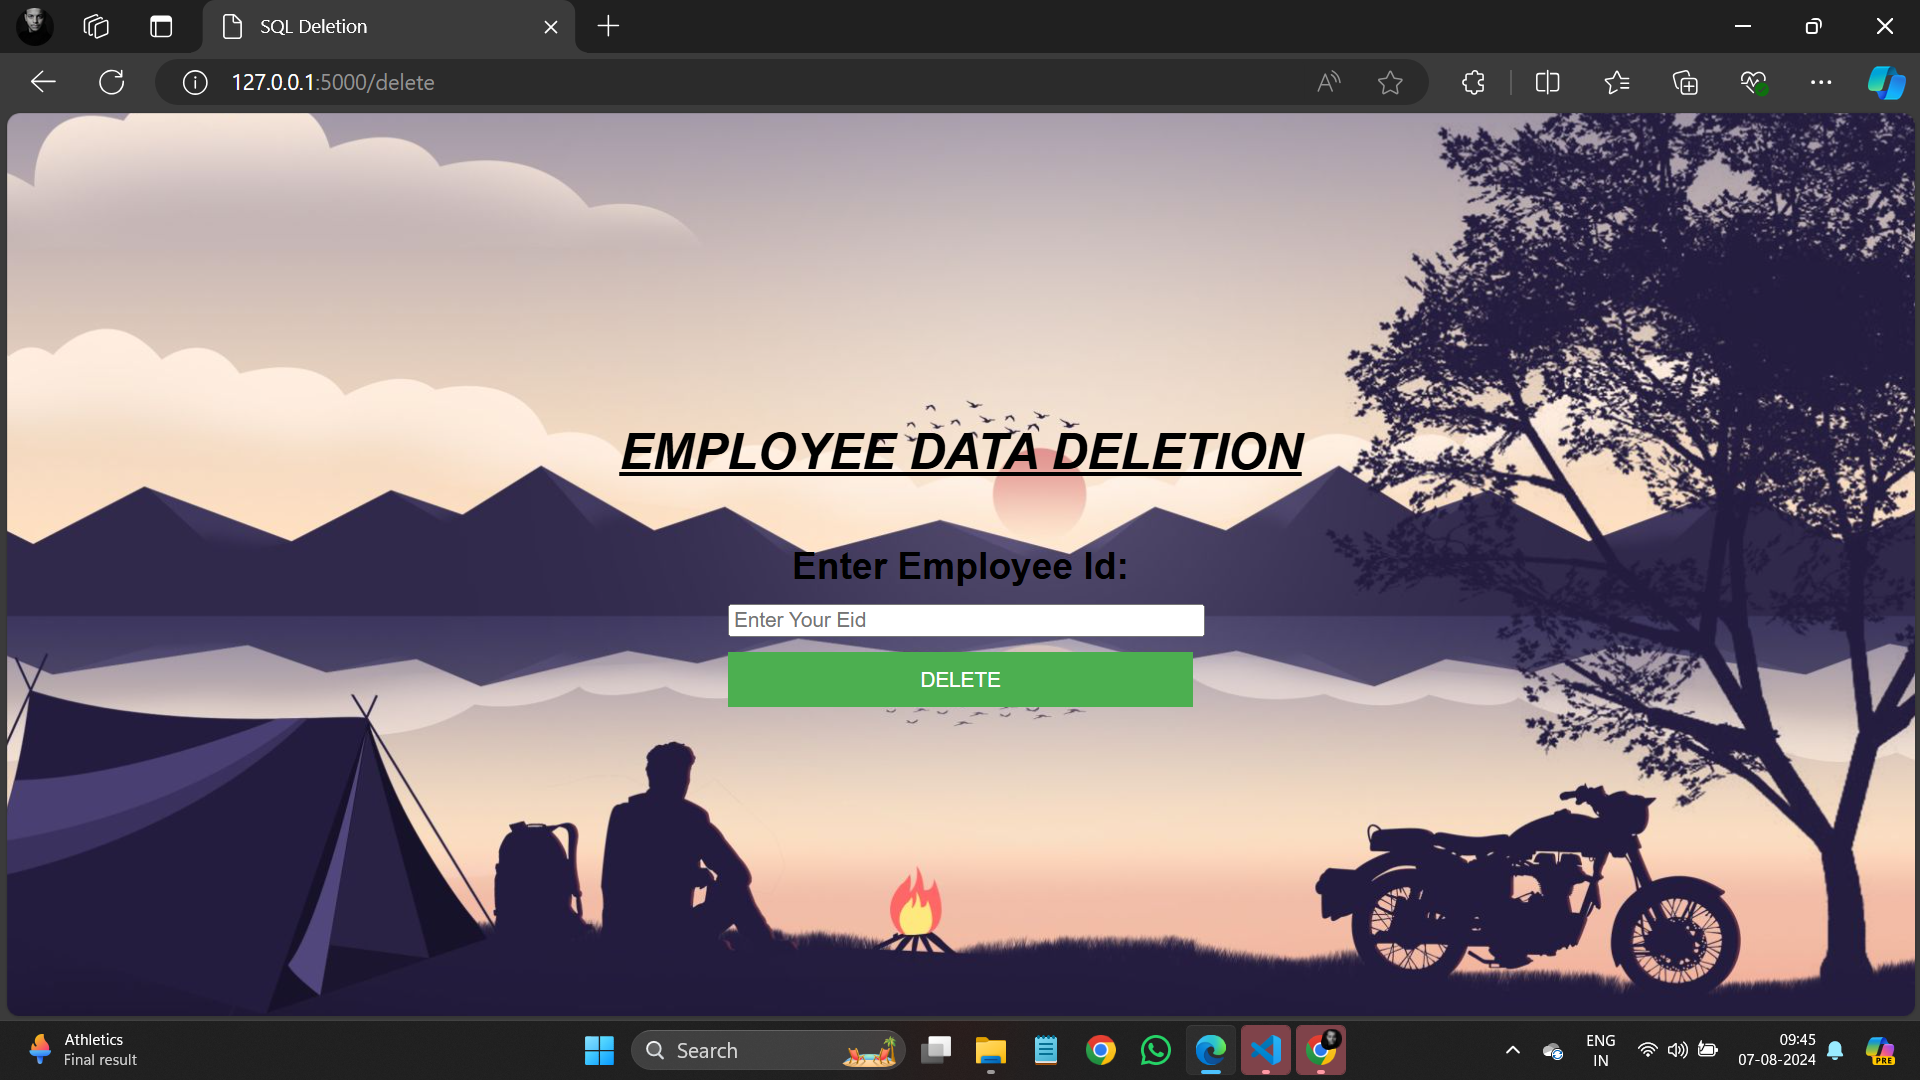 SQL Deletion
127.0.0.1:5000/delete
EMPLOYEE DATA DELETION
Enter Employee Id:
Enter Your Eid
DELETE
Athletics
Final result
Search
ENG
IN
09:45
07-08-2024
PRE